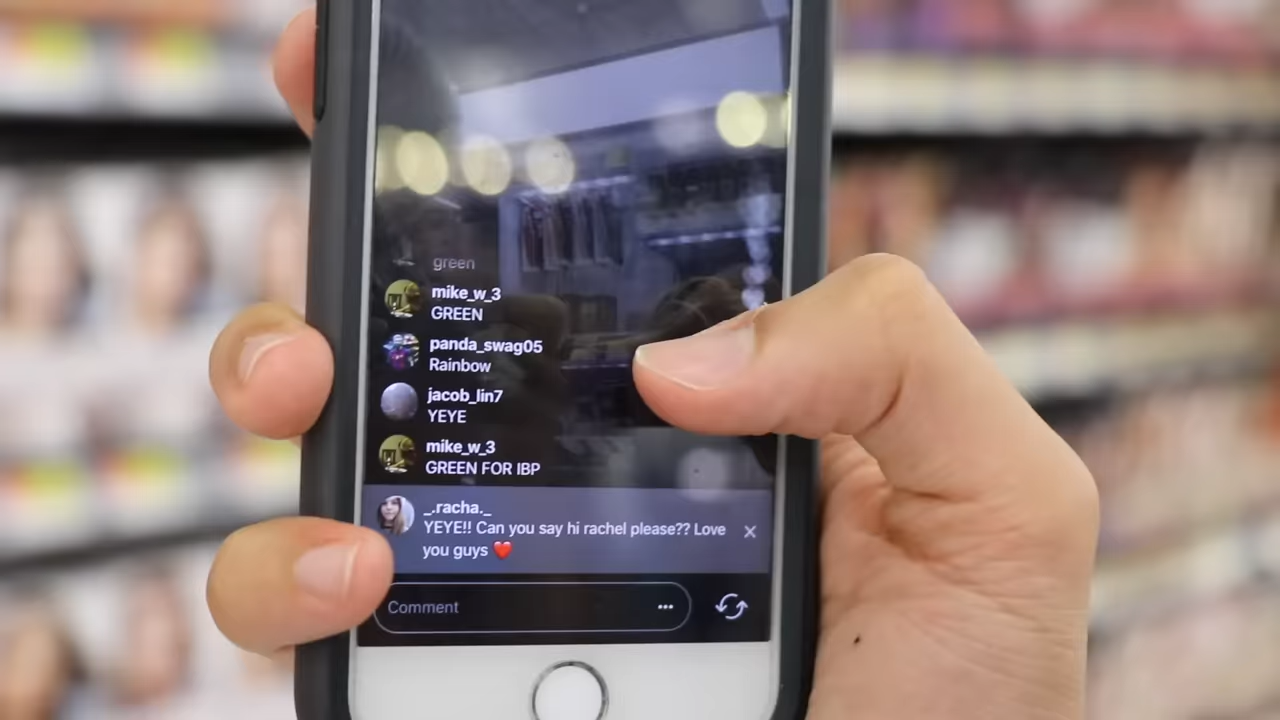 green
mike_w_3
GREEN
panda_swag05
Rainbow
jacob_lin7
YEYE
mike_w_3
GREEN FOR IBP
_.racha._
YEYE!! Can you say hi rachel please?? Love
you guys ❤️
Comment